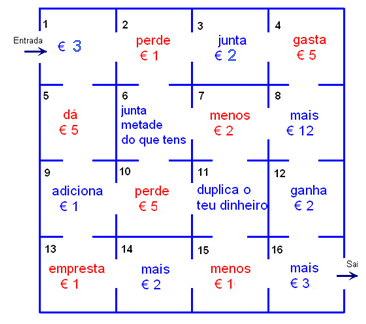 1
2
3
4
Entrada
€ 3
perde
€ 1
junta
€ 2
gasta
€ 5
5
6
7
8
dá
€ 5
junta
metade
do que tens
menos
€ 2
mais
€ 12
9
10
11
12
adiciona
€ 1
perde
€ 5
duplica o
teu dinheiro
ganha
€ 2
13
14
15
16
empresta
€ 1
mais
€ 2
menos
€ 1
mais
€ 3
Sai